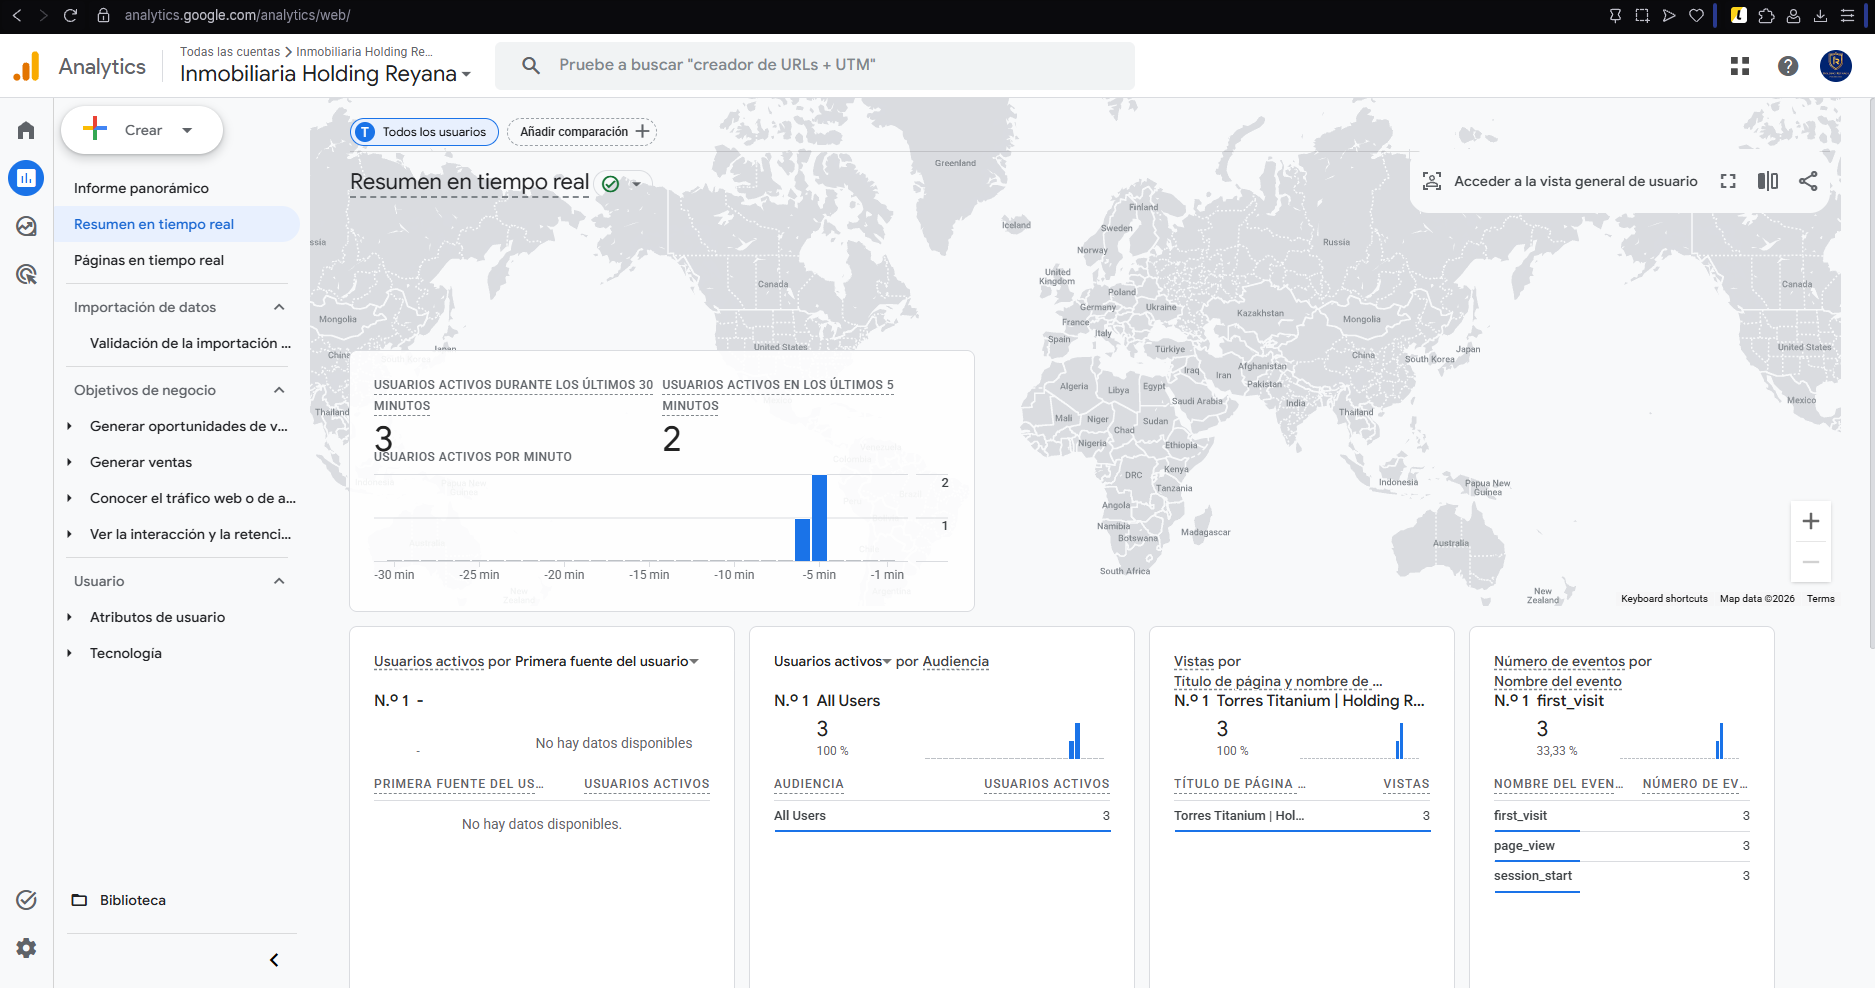 analytics.google.com/analytics/web/
Analytics
Todas las cuentas > Inmobiliaria Holding Re...
Inmobiliaria Holding Reyana
Pruebe a buscar "creador de URLs + UTM"
Crear
Informe panorámico
Resumen en tiempo real
Páginas en tiempo real
Importación de datos
Validación de la importación ...
Objetivos de negocio
Generar oportunidades de v...
Generar ventas
Conocer el tráfico web o de a...
Ver la interacción y la retenci...
Usuario
Atributos de usuario
Tecnología
Biblioteca
T Todos los usuarios
Añadir comparación
Resumen en tiempo real
Acceder a la vista general de usuario
Greenland
Iceland
Finland
Sweden
Norway
Russia
United
Kingdom
Poland
Germany
Ukraine
France
Italy
Spain
Kazakhstan
Mongolia
Türkiye
China
South Korea
Japan
Iraq
Iran
Afghanistan
Pakistan
Algeria
Libya
Egypt
Saudi Arabia
India
Thailand
Mali
Niger
Chad
Sudan
Nigeria
Ethiopia
DRC
Kenya
Tanzania
Angola
Namibia
Botswana
Madagascar
South Africa
Indonesia
Papua New
Guinea
Australia
New
Zealand
Canada
United States
Mexico
ssia
Mongolia
China
Japan
Thailand
Canada
United States
Keyboard shortcuts
Map data ©2026
Terms
USUARIOS ACTIVOS DURANTE LOS ÚLTIMOS 30
MINUTOS
3
USUARIOS ACTIVOS EN LOS ÚLTIMOS 5
MINUTOS
2
USUARIOS ACTIVOS POR MINUTO
2
1
-30 min
-25 min
-20 min
-15 min
-10 min
-5 min
-1 min
Usuarios activos por Primera fuente del usuario
N.º 1 -
-
No hay datos disponibles
PRIMERA FUENTE DEL US...
USUARIOS ACTIVOS
No hay datos disponibles.
Usuarios activos por Audiencia
N.º 1 All Users
3
100 %
AUDIENCIA
USUARIOS ACTIVOS
All Users 3
Vistas por
Título de página y nombre de ...
N.º 1 Torres Titanium | Holding R...
3
100 %
TÍTULO DE PÁGINA ...
VISTAS
Torres Titanium | Hol... 3
Número de eventos por
Nombre del evento
N.º 1 first_visit
3
33,33 %
NOMBRE DEL EVEN...
NÚMERO DE EV...
first_visit 3
page_view 3
session_start 3